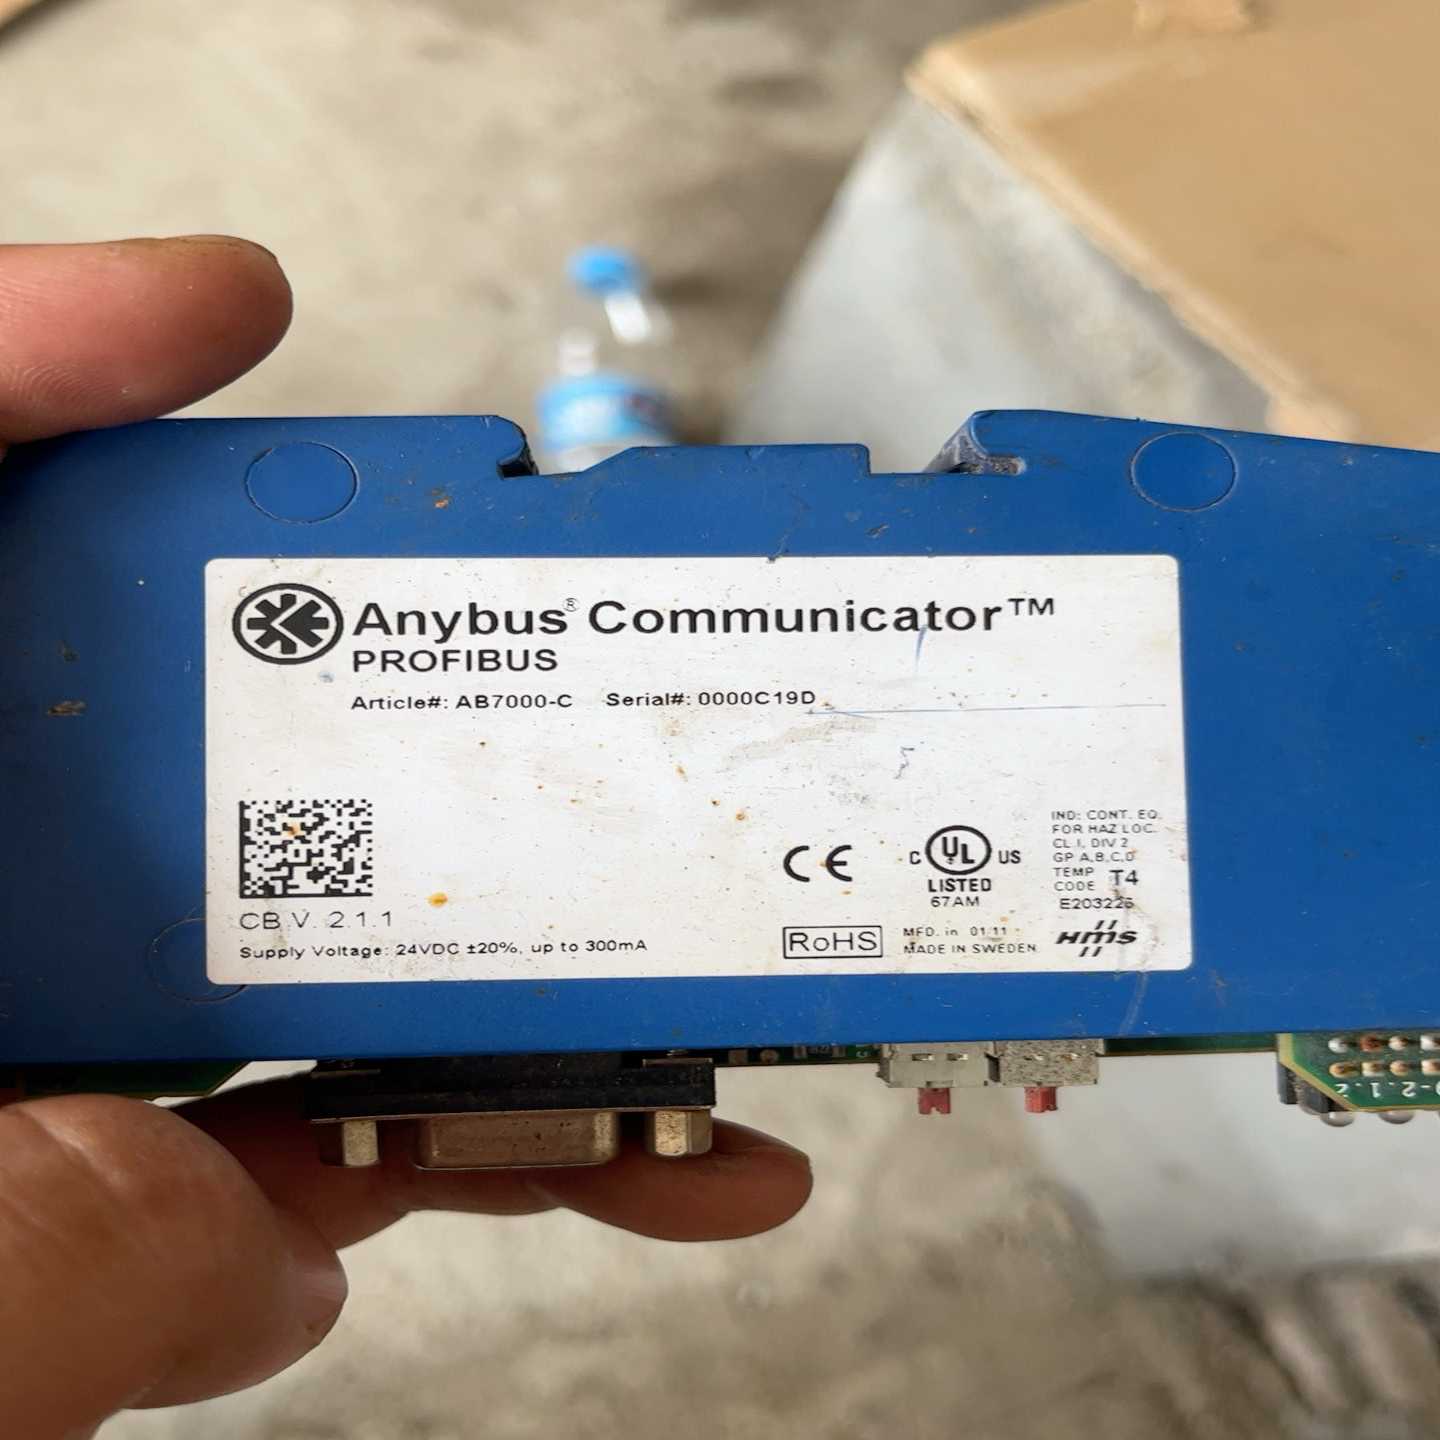 Anybus® Communicator™
PROFIBUS
Article#: AB7000-C Serial#: 0000C19D
IND: CONT. EQ.
FOR HAZ LOC.
CL I, DIV 2
GP A,B,C,D
TEMP CODE T4
E203225
CE
C UL US
LISTED
67AM
CB V. 2.1.1
Supply Voltage: 24VDC ±20%, up to 300mA
RoHS
MFD. in 01 11
MADE IN SWEDEN
HMS